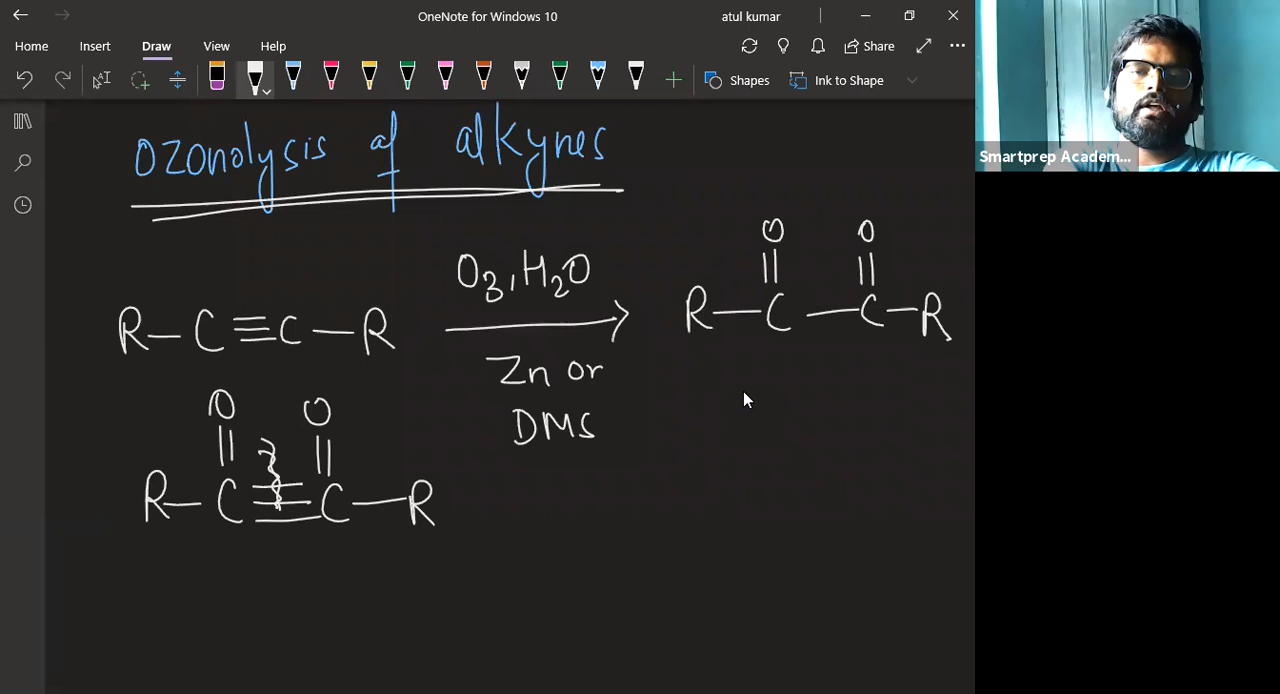 OneNote for Windows 10
atul kumar
Home Insert Draw View Help
Share
Shapes
Ink to Shape
Smartprep Academ...
ozonolysis of alkynes
O O
O3, H2O
R-C≡C-R → R-C-C-R
Zn or
DMS
O O
R-C≡C-R